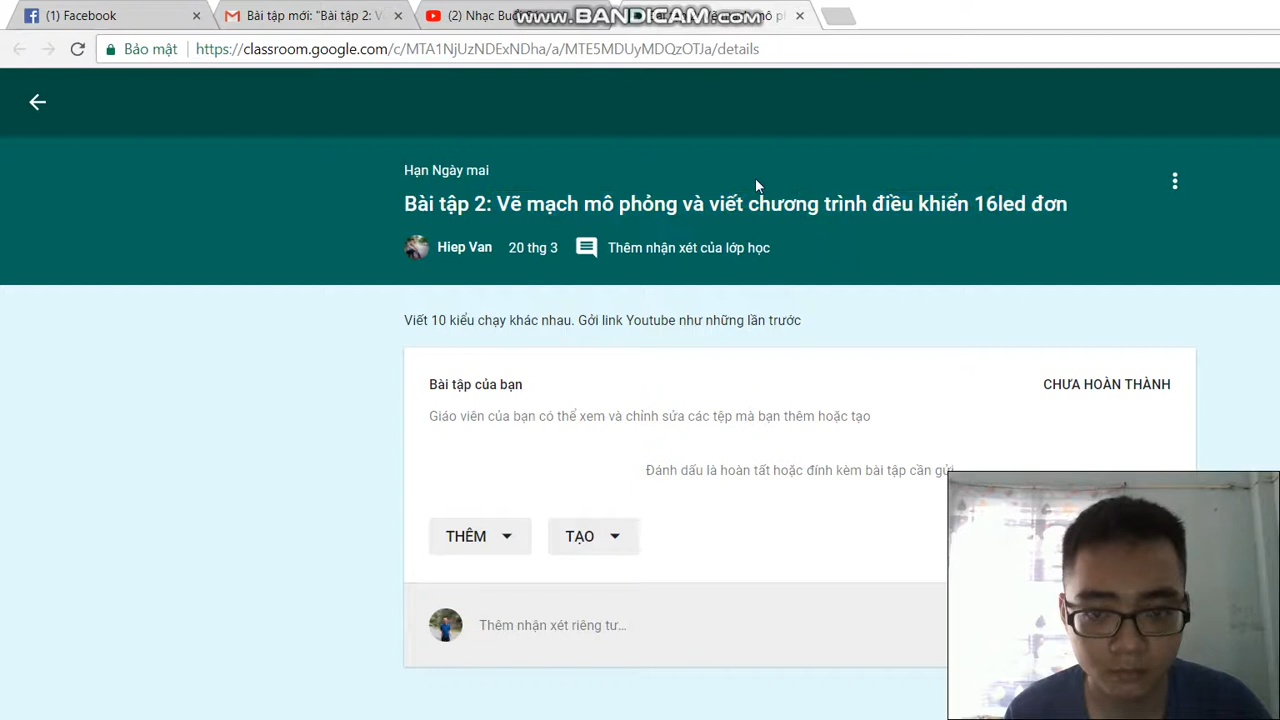 (1) Facebook
Bài tập mới: "Bài tập 2: V
(2) Nhạc Bu
www.BANDICAM.com
Bảo mật
https://classroom.google.com/c/MTA1NjUzNDExNDha/a/MTE5MDUyMDQzOTJa/details
Hạn Ngày mai
Bài tập 2: Vẽ mạch mô phỏng và viết chương trình điều khiển 16led đơn
Hiep Van 20 thg 3 Thêm nhận xét của lớp học
Viết 10 kiểu chạy khác nhau. Gởi link Youtube như những lần trước
Bài tập của bạn CHƯA HOÀN THÀNH
Giáo viên của bạn có thể xem và chỉnh sửa các tệp mà bạn thêm hoặc tạo
Đánh dấu là hoàn tất hoặc đính kèm bài tập cần gửi
THÊM TẠO
Thêm nhận xét riêng tư...